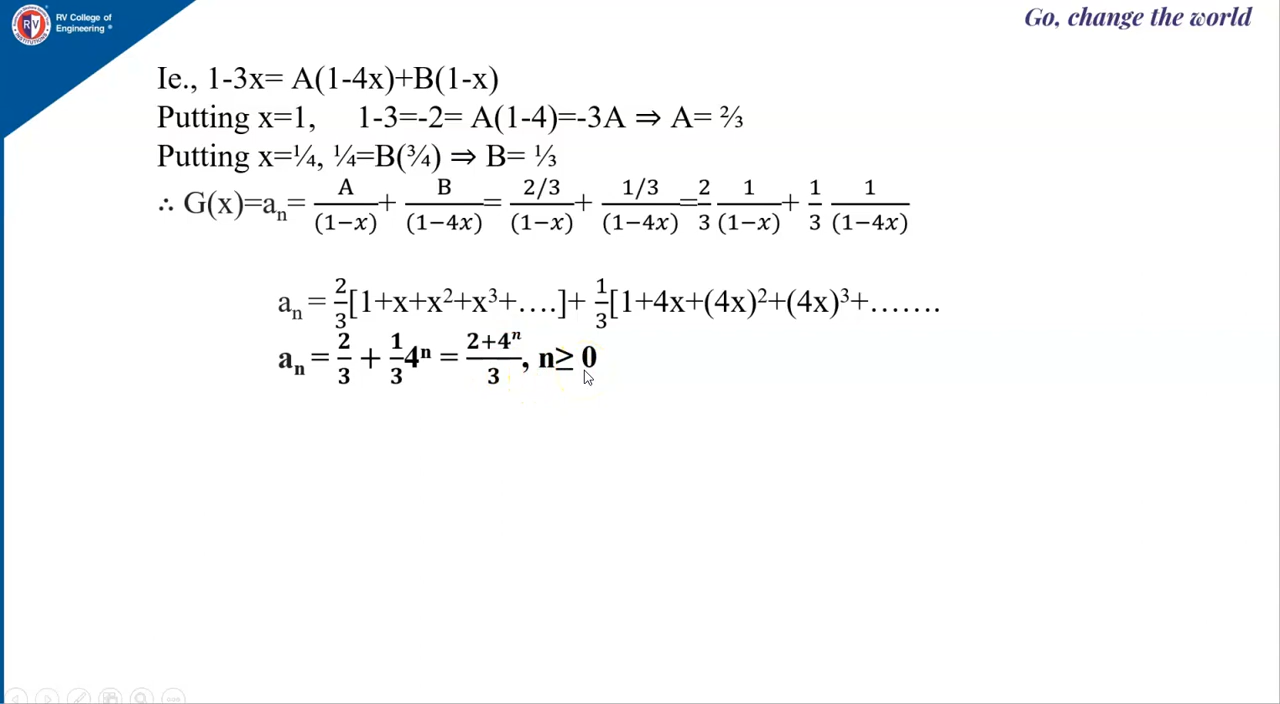 RV College of
Engineering ®
Go, change the world
Ie., 1-3x= A(1-4x)+B(1-x)
Putting x=1, 1-3=-2= A(1-4)=-3A ⇒ A= ⅔
Putting x=¼, ¼=B(¾) ⇒ B= ⅓
∴ G(x)=aₙ= A/(1−x) + B/(1−4x) = 2/3/(1−x) + 1/3/(1−4x) = 2/3 1/(1−x) + 1/3 1/(1−4x)
aₙ = 2/3[1+x+x²+x³+….]+ 1/3[1+4x+(4x)²+(4x)³+…….
aₙ = 2/3 + 1/3 4ⁿ = 2+4ⁿ/3, n≥ 0